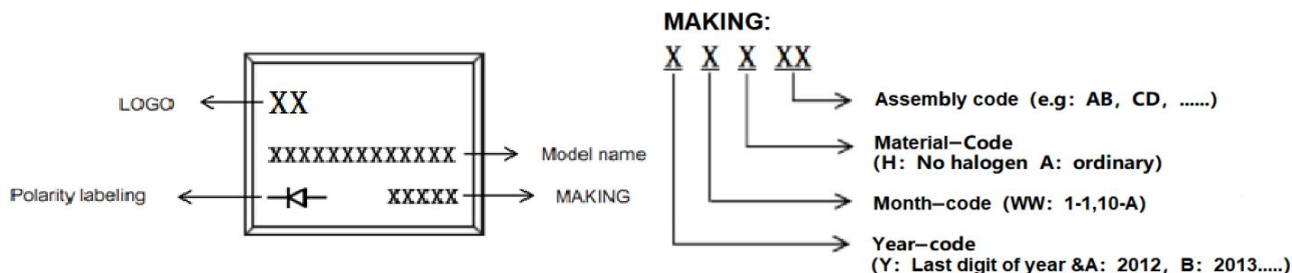 MAKING:
X X X XX
LOGO
XX
Assembly code (e.g: AB, CD, ......)
Material-Code
(H: No halogen A: ordinary)
XXXXXXXXXXXXX
Model name
Polarity labeling
XXXXX
MAKING
Month-code (WW: 1-1,10-A)
Year-code
(Y: Last digit of year &A: 2012, B: 2013.....)